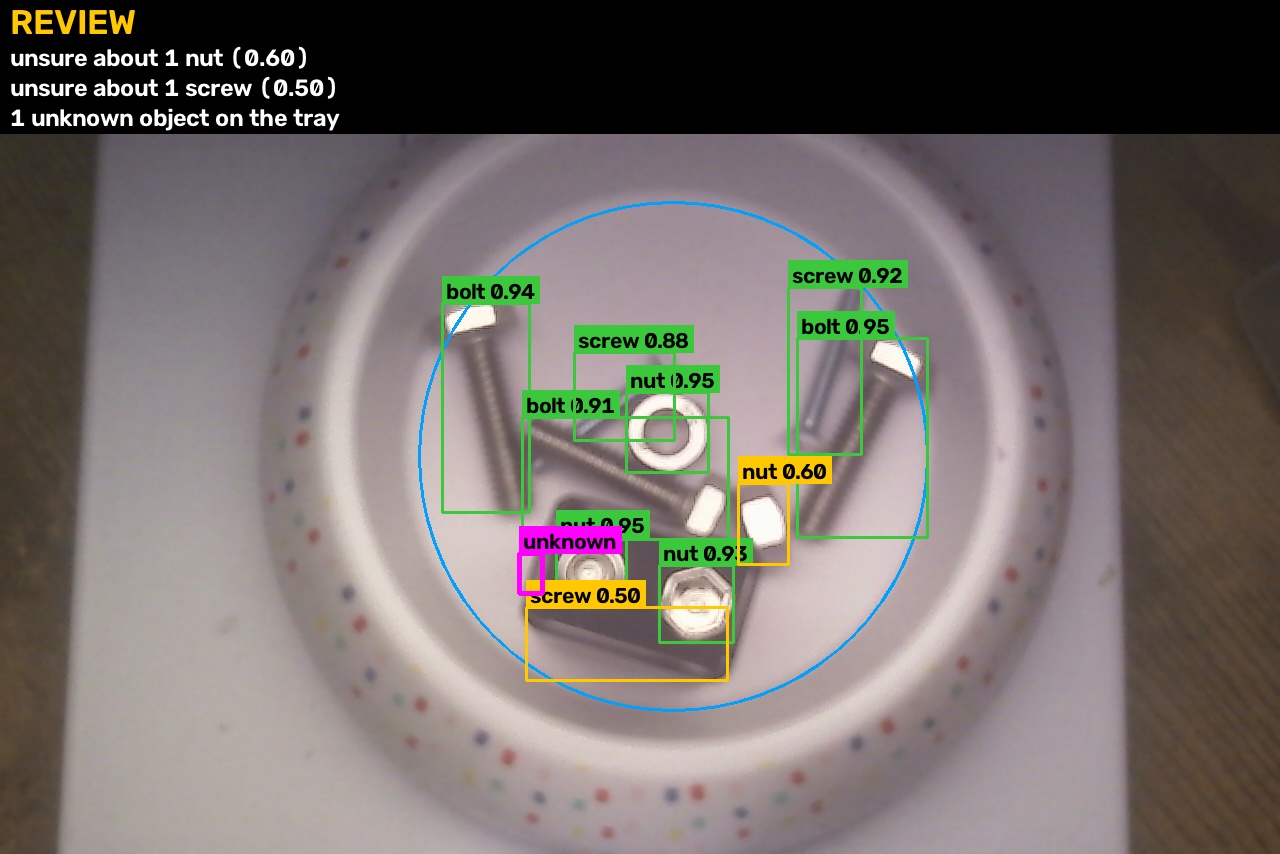 REVIEW
unsure about 1 nut (0.60)
unsure about 1 screw (0.50)
1 unknown object on the tray
screw 0.92
bolt 0.94
bolt 0.95
screw 0.88
nut 0.95
bolt 0.91
nut 0.60
nut 0.95
unknown
nut 0.93
screw 0.50